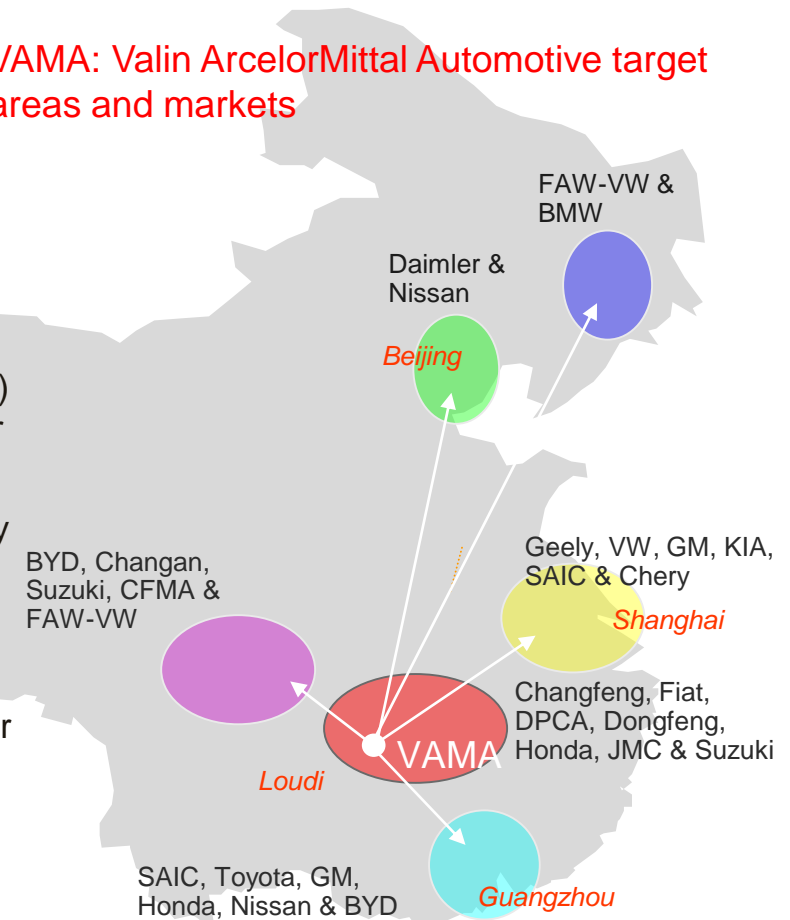 VAMA: Valin ArcelorMittal Automotive target
areas and markets
FAW-VW &
BMW
Daimler &
Nissan
Beijing
)
y
BYD, Changan,
Suzuki, CFMA &
FAW-VW
Geely, VW, GM, KIA,
SAIC & Chery
Shanghai
r
Changfeng, Fiat,
DPCA, Dongfeng,
Honda, JMC & Suzuki
VAMA
Loudi
SAIC, Toyota, GM,
Honda, Nissan & BYD
Guangzhou